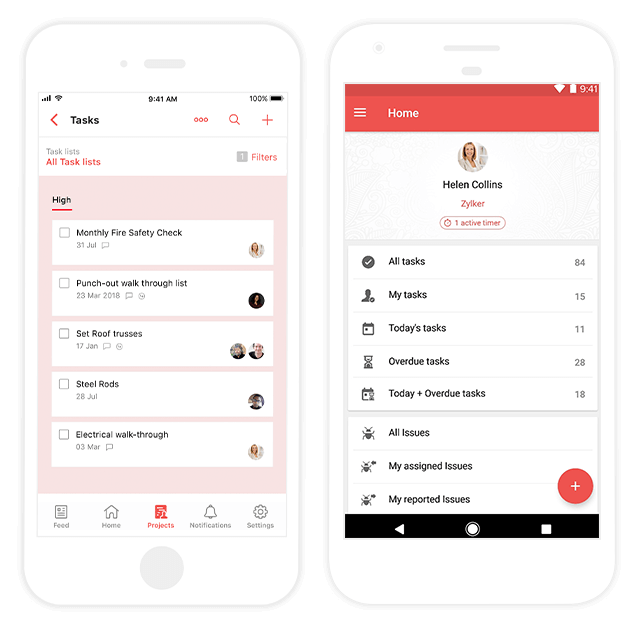 9:41 AM
100%
Tasks
Task lists
All Task lists
1 Filters
High
Monthly Fire Safety Check
31 Jul
Punch-out walk through list
23 Mar 2018
Set Roof trusses
17 Jan
Steel Rods
28 Jul
Electrical walk-through
03 Mar
Feed
Home
Projects
Notifications
Settings
9:41
Home
Helen Collins
Zylker
1 active timer
All tasks 84
My tasks 15
Today's tasks 11
Overdue tasks 28
Today + Overdue tasks 18
All Issues
My assigned Issues
My reported Issues